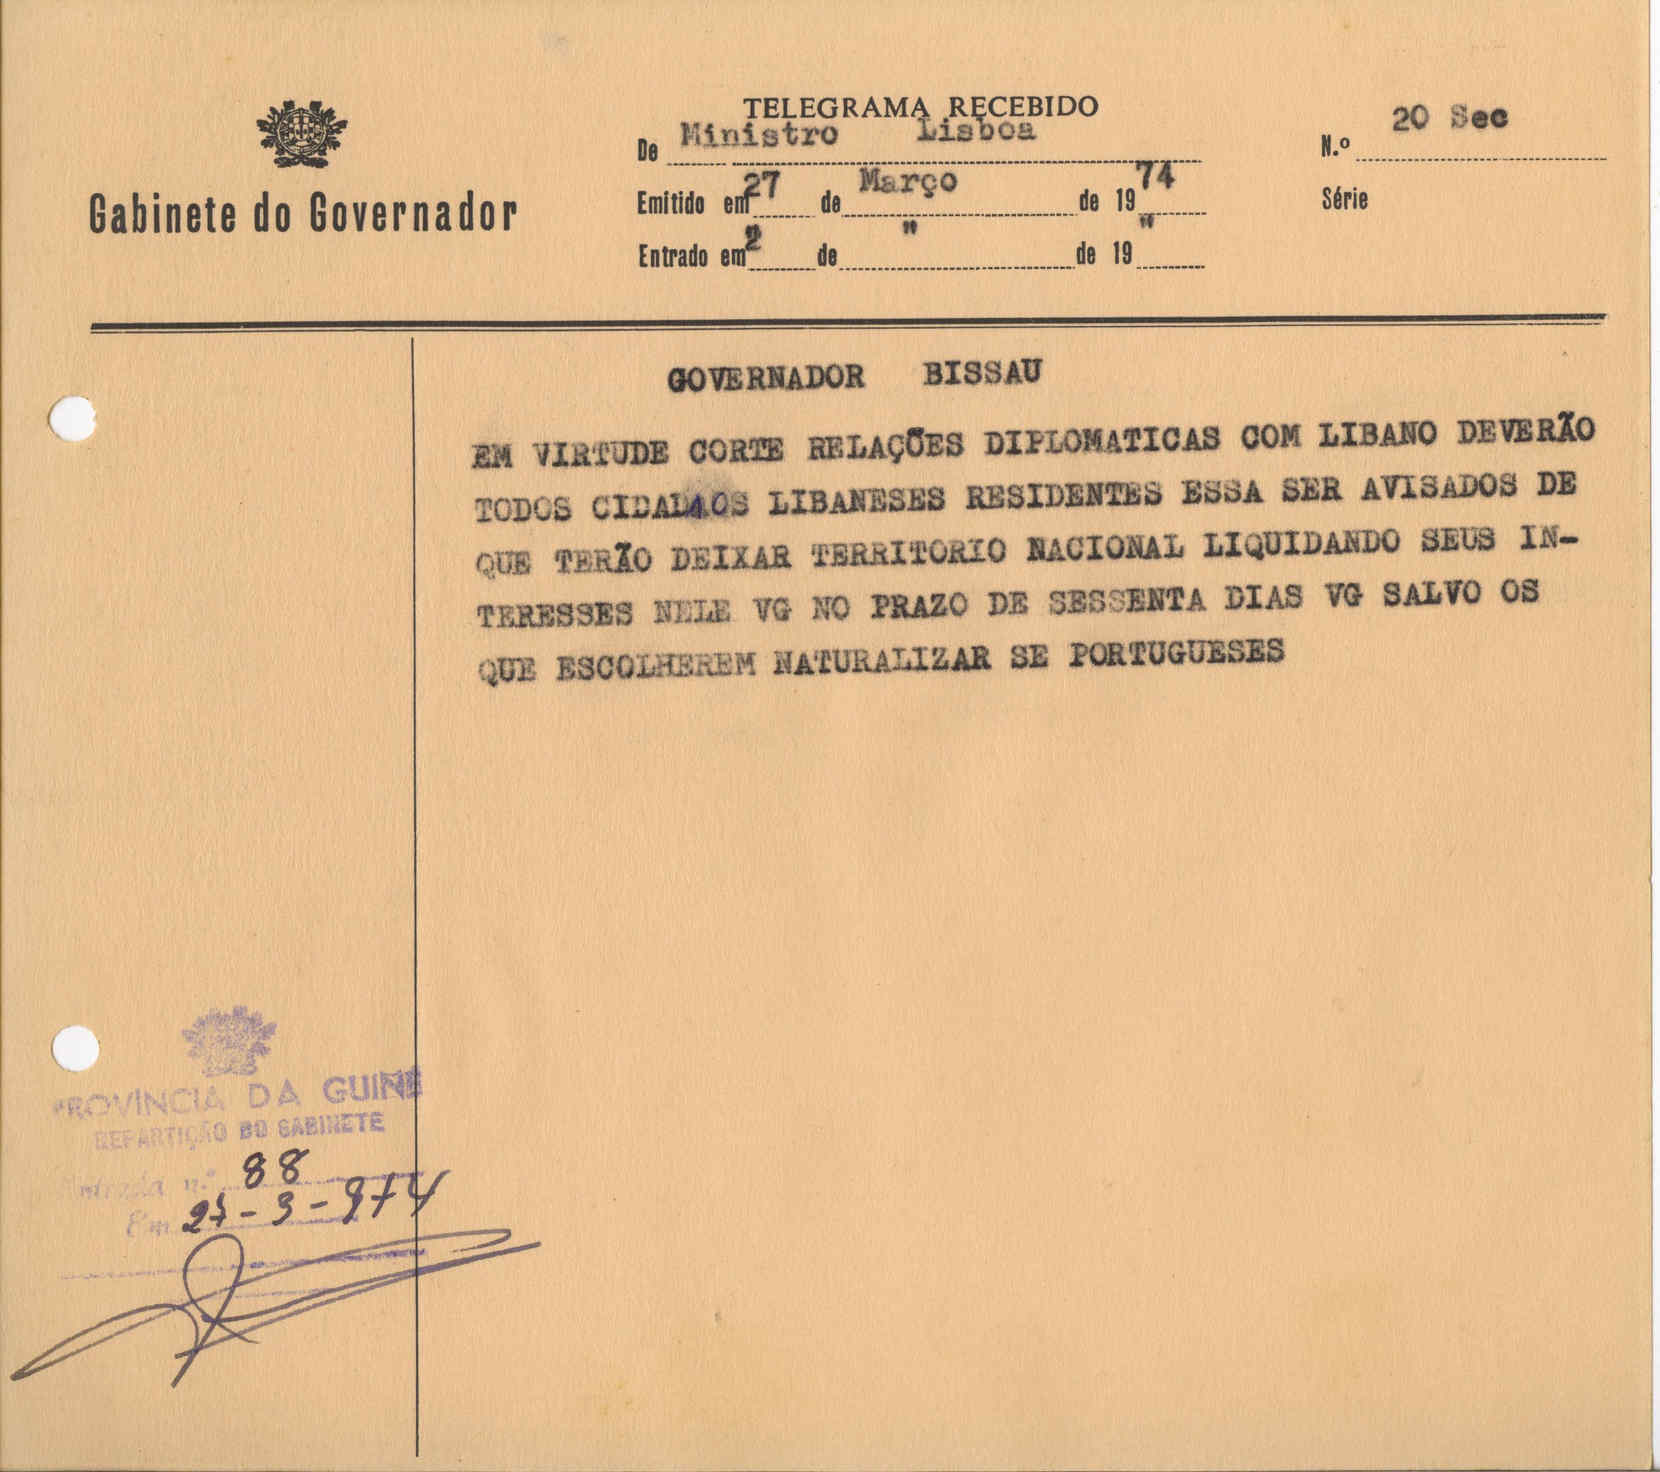 TELEGRAMA RECEBIDO
Gabinete do Governador
De Ministro Lisboa
Emitido em 27 de Março de 1974
Entrado em " de " de 19 "
N.º 20 Sec
Série
GOVERNADOR BISSAU
EM VIRTUDE CORTE RELAÇÕES DIPLOMATICAS COM LIBANO DEVERÃO
TODOS CIDADAOS LIBANESES RESIDENTES ESSA SER AVISADOS DE
QUE TERÃO DEIXAR TERRITORIO NACIONAL LIQUIDANDO SEUS IN-
TERESSES NELE VG NO PRAZO DE SESSENTA DIAS VG SALVO OS
QUE ESCOLHEREM NATURALIZAR SE PORTUGUESES
PROVÍNCIA DA GUINÉ
REPARTIÇÃO DO GABINETE
Entrada n.º 88
Em 27-3-974